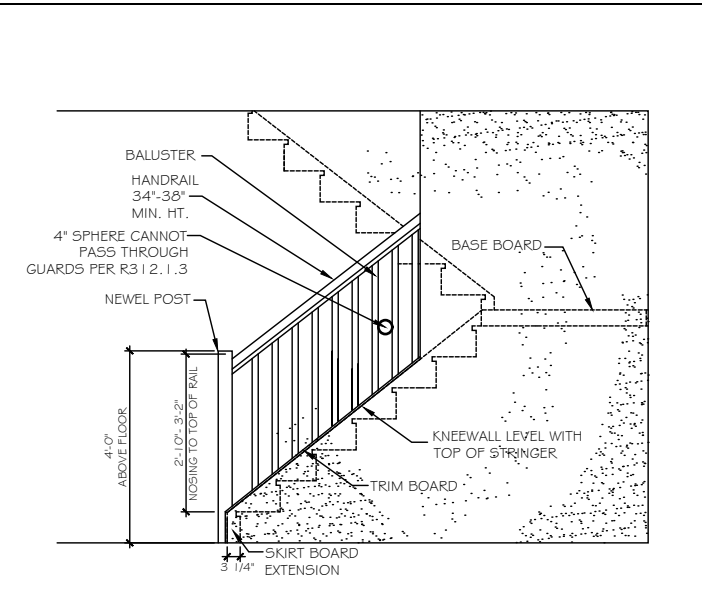 BALUSTER
HANDRAIL
34"-38"
MIN. HT.
4" SPHERE CANNOT
PASS THROUGH
GUARDS PER R312.1.3
BASE BOARD
NEWEL POST
4'-0"
ABOVE FLOOR
2'-10"- 3'-2"
NOSING TO TOP OF RAIL
KNEEWALL LEVEL WITH
TOP OF STRINGER
TRIM BOARD
SKIRT BOARD
EXTENSION
3 1/4"